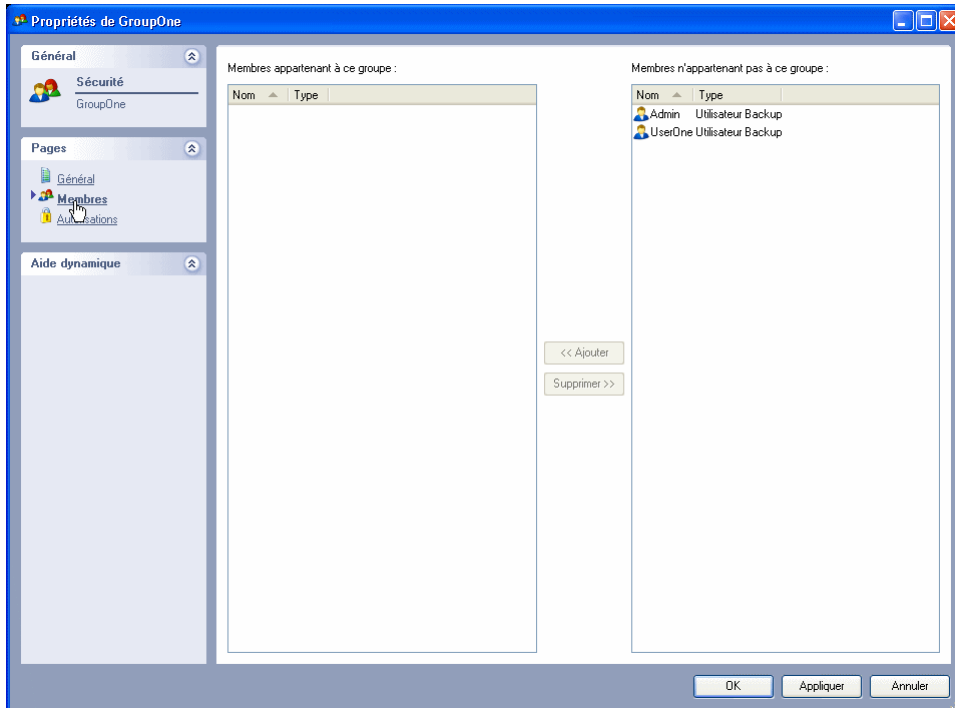 Propriétés de GroupOne
Général
Sécurité
GroupOne
Pages
Général
Membres
Autorisations
Aide dynamique
Membres appartenant à ce groupe :
Nom Type
<< Ajouter
Supprimer >>
Membres n'appartenant pas à ce groupe :
Nom Type
Admin Utilisateur Backup
UserOne Utilisateur Backup
OK Appliquer Annuler